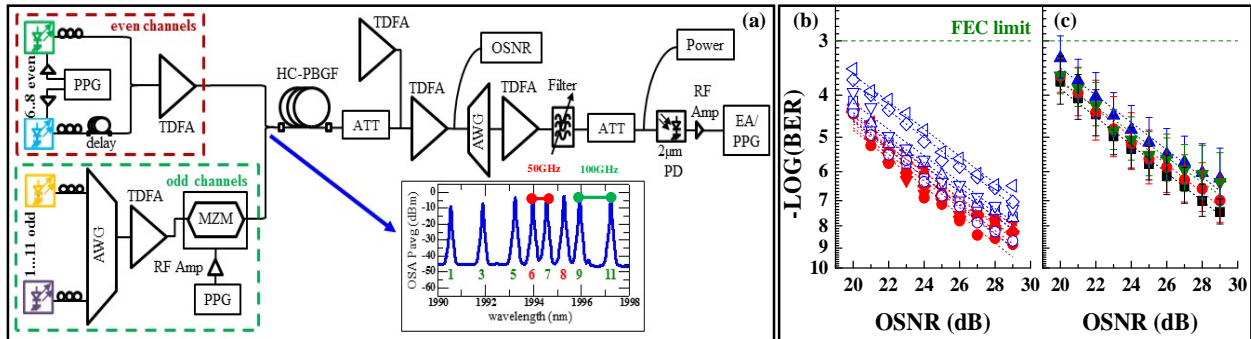 even channels
(a)
6..8 even
PPG
delay
TDFA
HC-PBGF
ATT
TDFA
TDFA
OSNR
AWG
TDFA
Filter
Power
ATT
2μm
PD
RF
Amp
EA/
PPG
50GHz
100GHz
odd channels
1...11 odd
AWG
TDFA
RF Amp
MZM
PPG
OSA Pavg (dBm)
0
-10
-20
-30
-40
-50
-60
1
3
5
6
7
8
9
11
1990
1992
1994
1996
1998
wavelength (nm)
(b)
FEC limit
(c)
-LOG(BER)
3
4
5
6
7
8
9
10
20
22
24
26
28
OSNR (dB)
20
22
24
26
28
OSNR (dB)